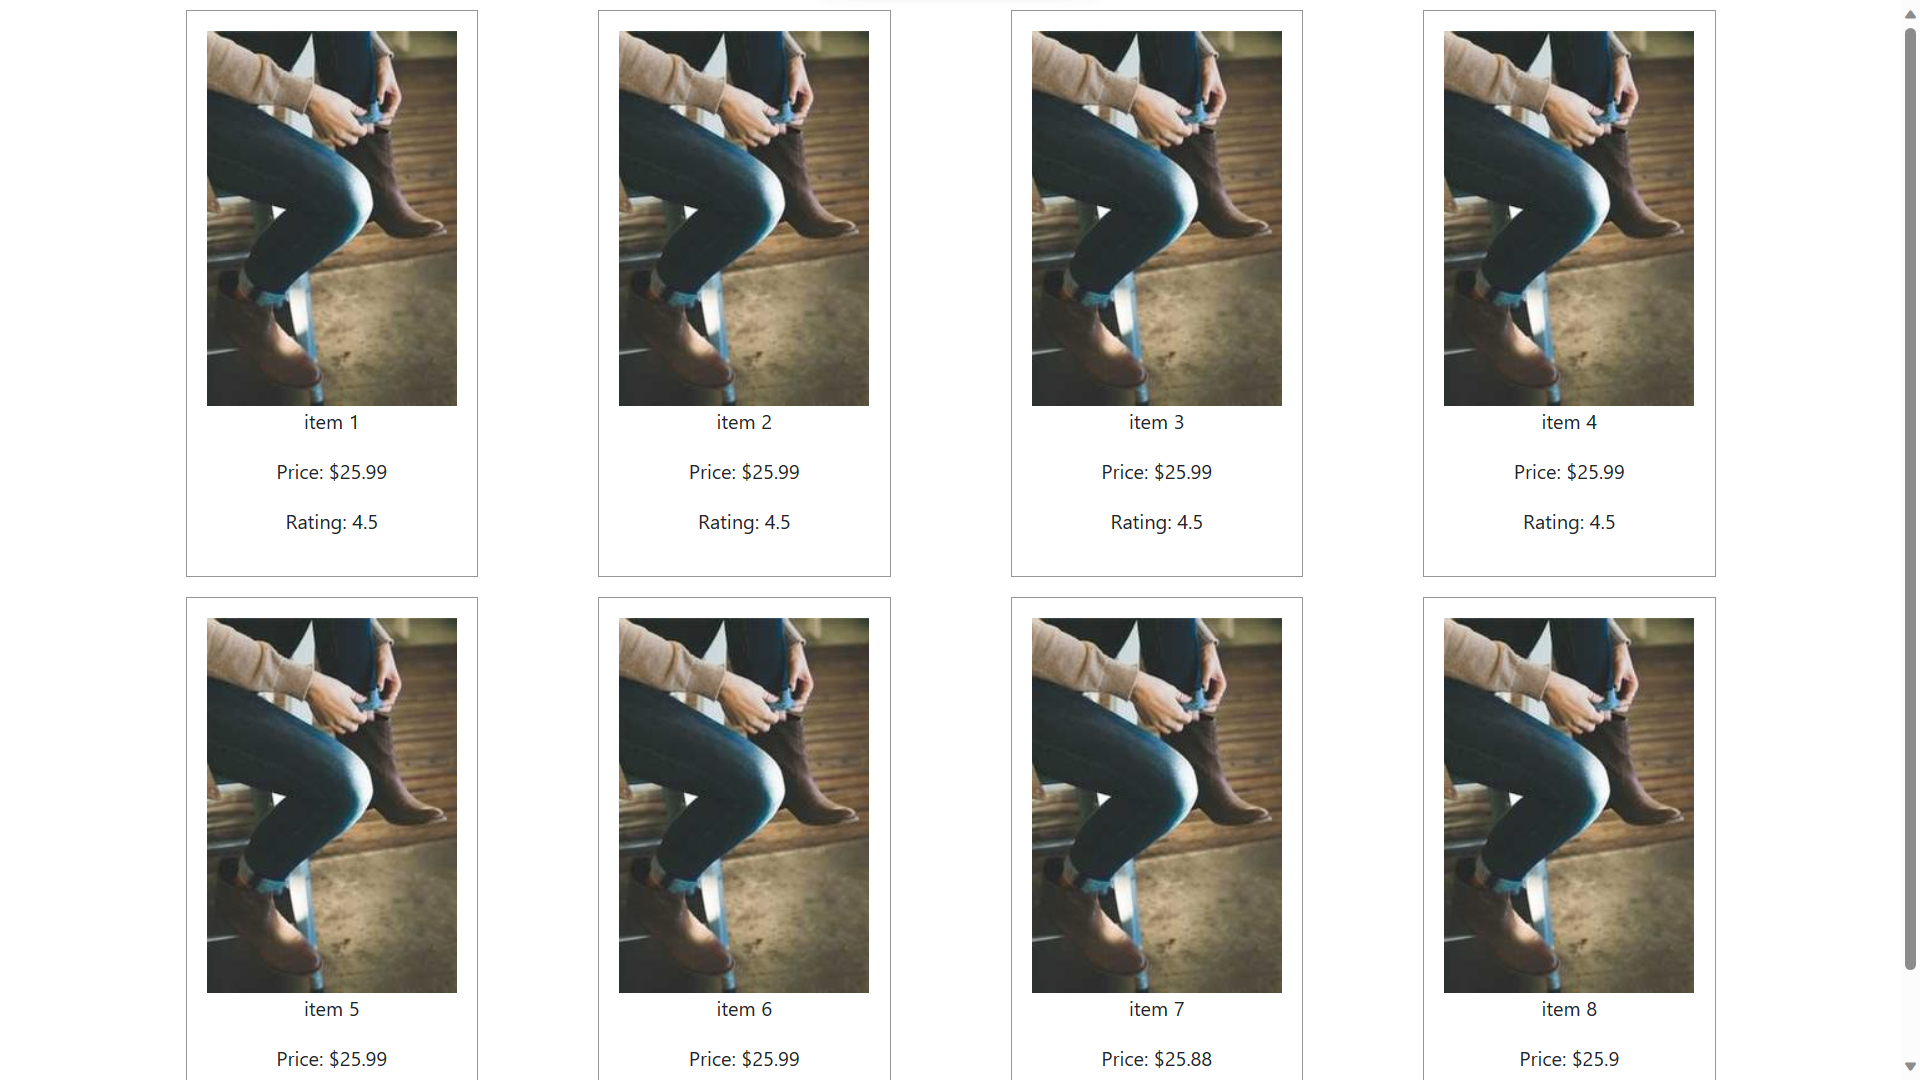 item 1
Price: $25.99
Rating: 4.5
item 2
Price: $25.99
Rating: 4.5
item 3
Price: $25.99
Rating: 4.5
item 4
Price: $25.99
Rating: 4.5
item 5
Price: $25.99
item 6
Price: $25.99
item 7
Price: $25.88
item 8
Price: $25.9